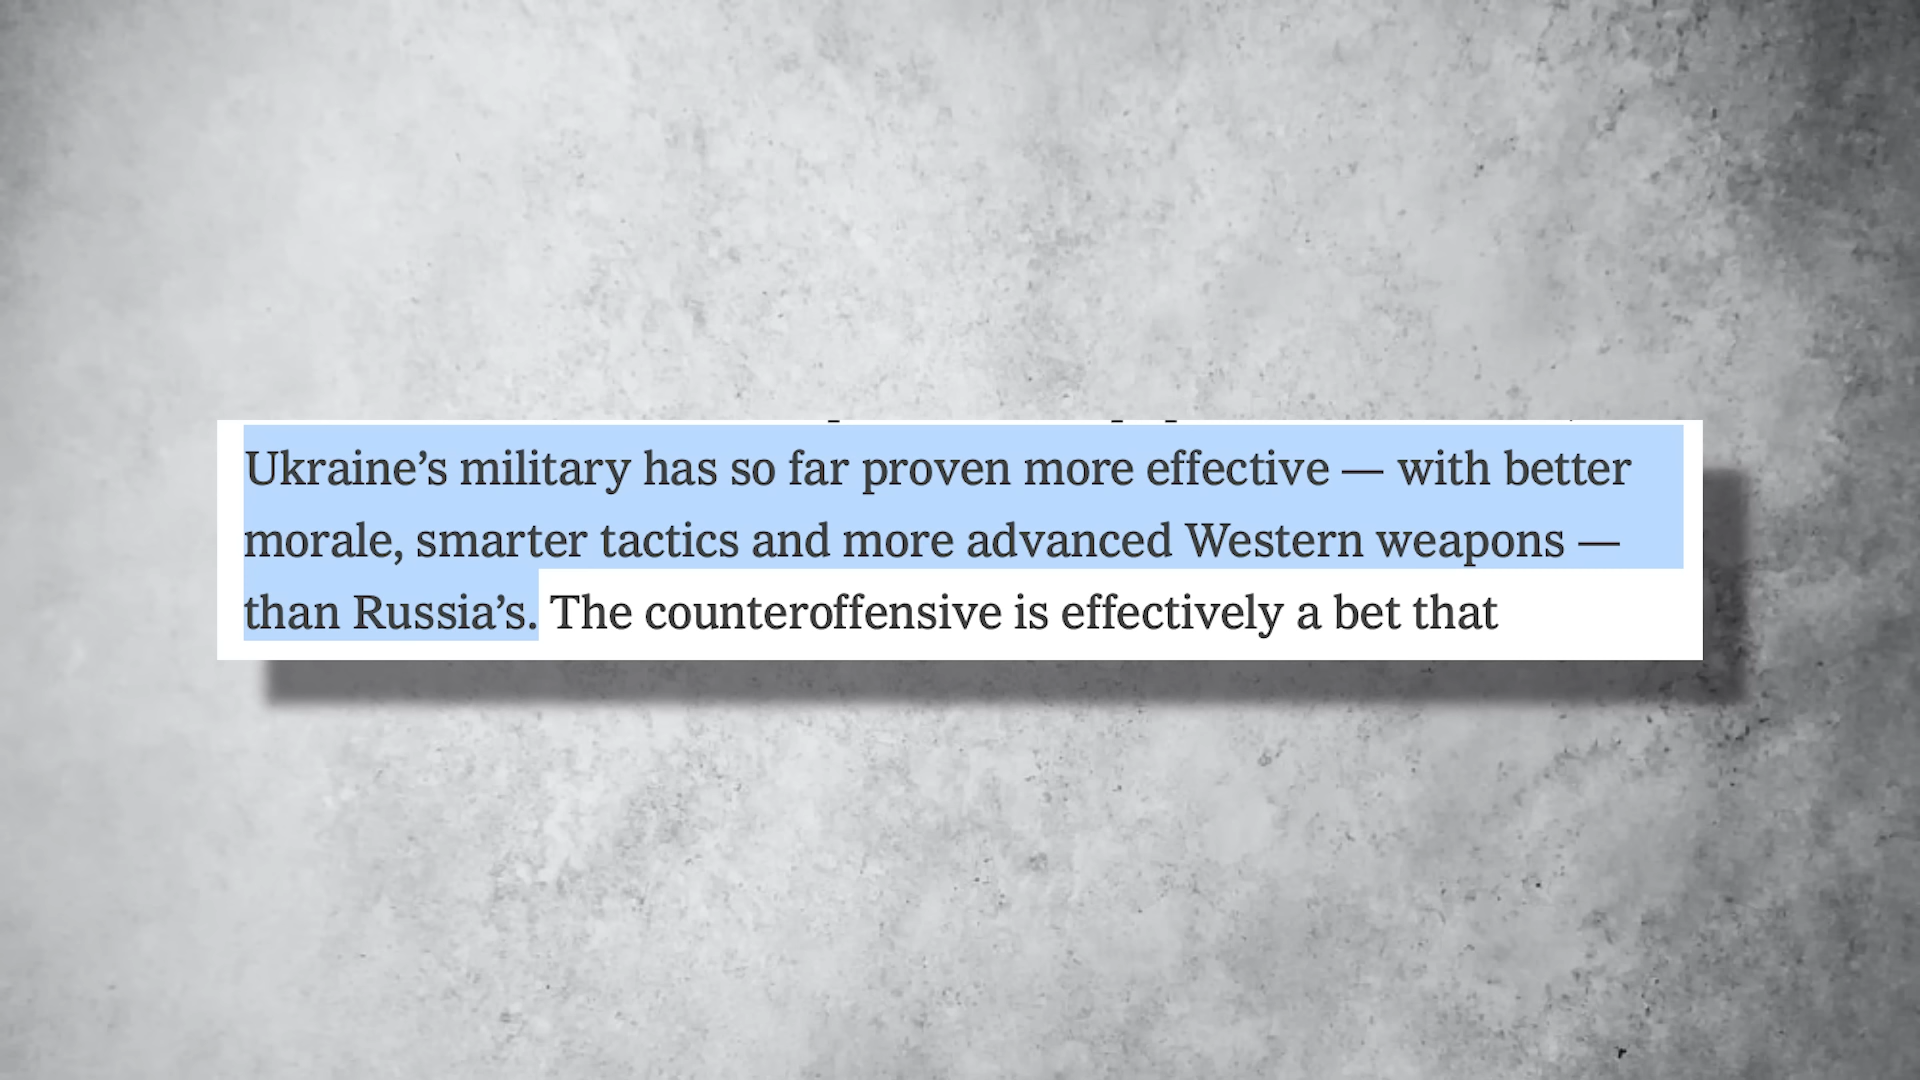 Ukraine’s military has so far proven more effective — with better
morale, smarter tactics and more advanced Western weapons —
than Russia’s. The counteroffensive is effectively a bet that